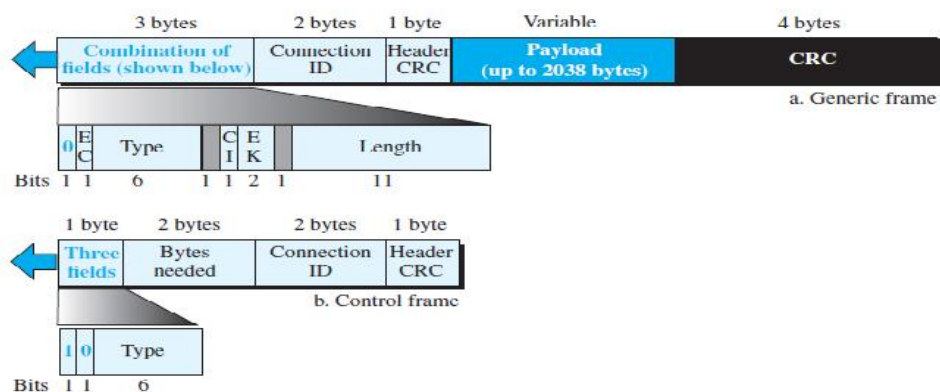 3 bytes 2 bytes 1 byte Variable 4 bytes
Combination of Connection Header Payload CRC
fields (shown below) ID CRC (up to 2038 bytes)
a. Generic frame
0 EC Type CI EK Length
Bits 1 1 6 1 1 2 1 11
1 byte 2 bytes 2 bytes 1 byte
Three Bytes Connection Header
fields needed ID CRC
b. Control frame
1 0 Type
Bits 1 1 6